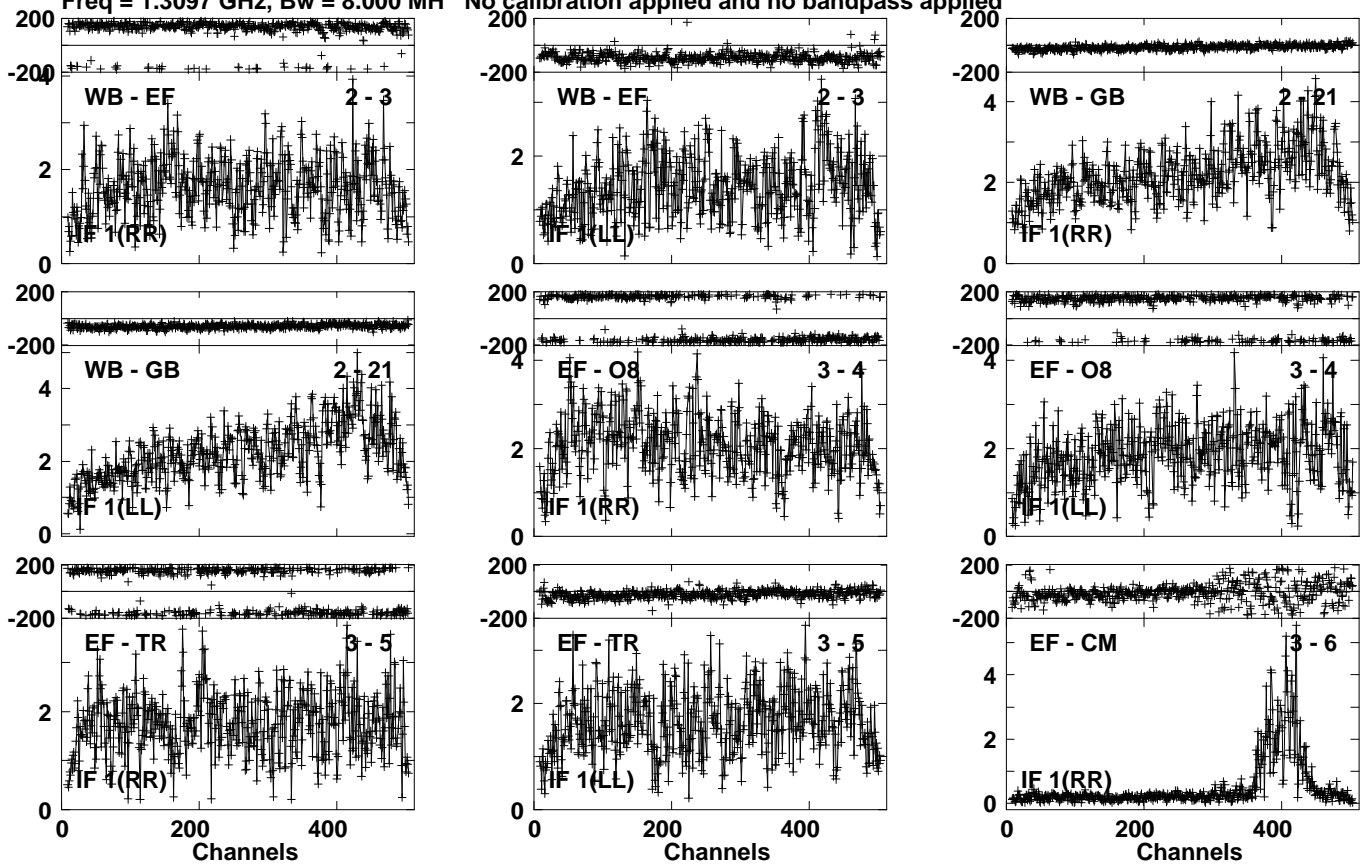 Freq = 1.3097 GHz, Bw = 8.000 MH No calibration applied and no bandpass applied
200
-200
4
2
0
WB - EF 2 - 3
IF 1(RR)
200
-200
2
0
WB - EF 2 - 3
IF 1(LL)
200
-200
4
2
0
WB - GB 2 - 21
IF 1(RR)
200
-200
4
2
0
WB - GB 2 - 21
IF 1(LL)
200
-200
4
2
0
EF - O8 3 - 4
IF 1(RR)
200
-200
4
2
0
EF - O8 3 - 4
IF 1(LL)
200
-200
2
0
EF - TR 3 - 5
IF 1(RR)
0 200 400
Channels
200
-200
2
0
EF - TR 3 - 5
IF 1(LL)
0 200 400
Channels
200
-200
4
2
0
EF - CM 3 - 6
IF 1(RR)
0 200 400
Channels